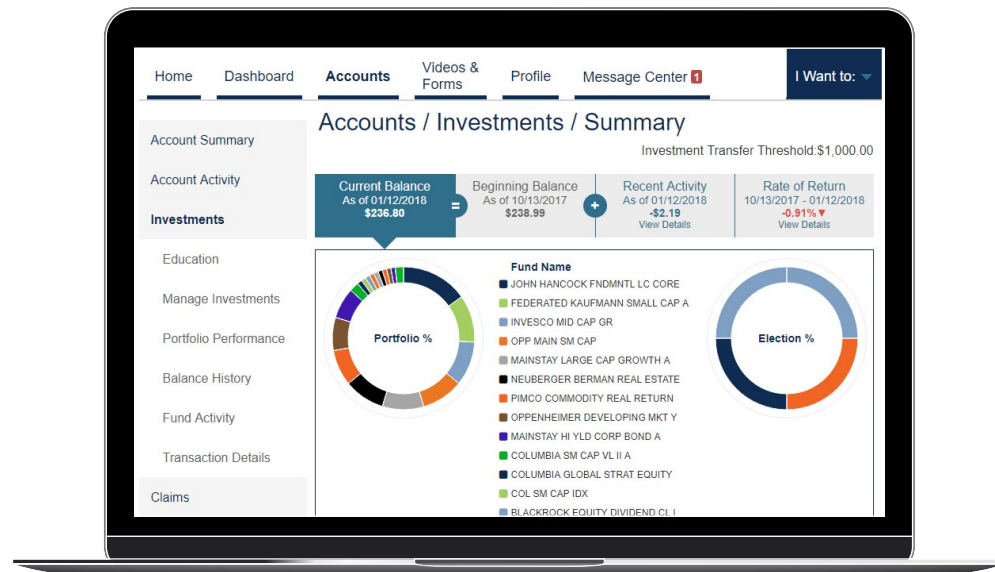 Home
Dashboard
Accounts
Videos &
Forms
Profile
Message Center 1
I Want to:
Accounts / Investments / Summary
Investment Transfer Threshold:$1,000.00
Account Summary
Account Activity
Investments
Education
Manage Investments
Portfolio Performance
Balance History
Fund Activity
Transaction Details
Claims
Current Balance
As of 01/12/2018
$236.80
=
Beginning Balance
As of 10/13/2017
$238.99
+
Recent Activity
As of 01/12/2018
-$2.19
View Details
Rate of Return
10/13/2017 - 01/12/2018
-0.91%▼
View Details
Portfolio %
Fund Name
JOHN HANCOCK FNDMNTL LC CORE
FEDERATED KAUFMANN SMALL CAP A
INVESCO MID CAP GR
OPP MAIN SM CAP
MAINSTAY LARGE CAP GROWTH A
NEUBERGER BERMAN REAL ESTATE
PIMCO COMMODITY REAL RETURN
OPPENHEIMER DEVELOPING MKT Y
MAINSTAY HI YLD CORP BOND A
COLUMBIA SM CAP VL II A
COLUMBIA GLOBAL STRAT EQUITY
COL SM CAP IDX
BLACKROCK EQUITY DIVIDEND CL I
Election %